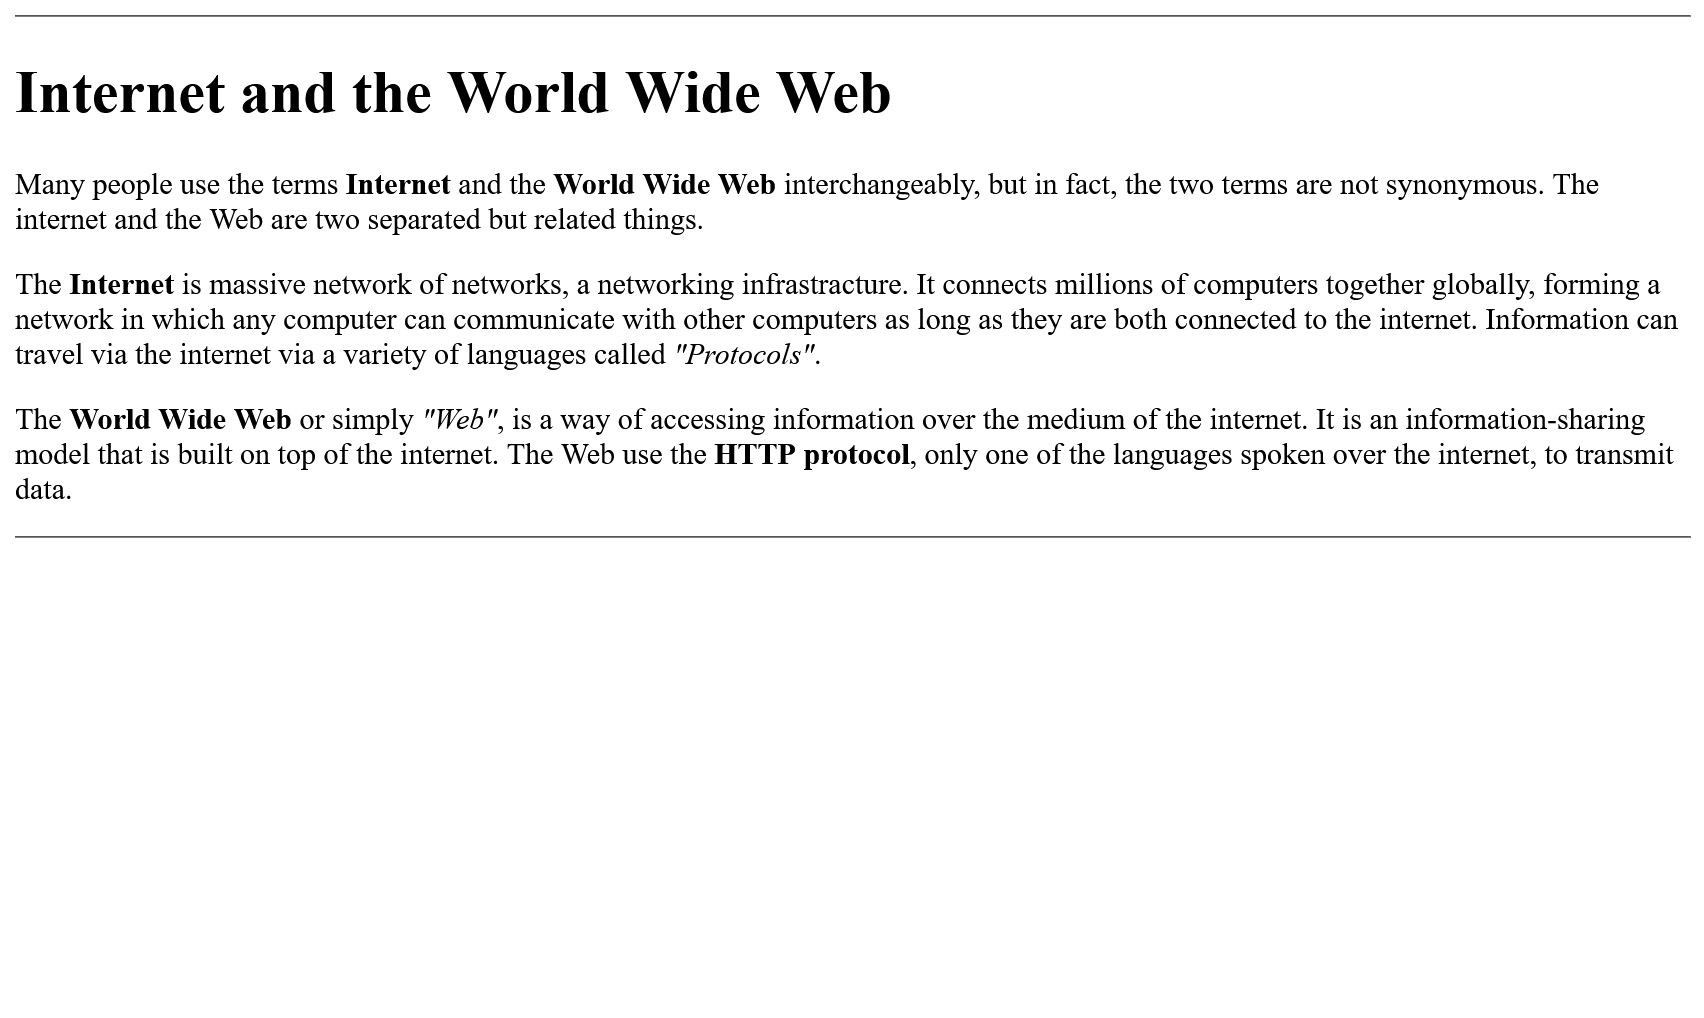 Internet and the World Wide Web
Many people use the terms Internet and the World Wide Web interchangeably, but in fact, the two terms are not synonymous. The
internet and the Web are two separated but related things.
The Internet is massive network of networks, a networking infrastracture. It connects millions of computers together globally, forming a
network in which any computer can communicate with other computers as long as they are both connected to the internet. Information can
travel via the internet via a variety of languages called "Protocols".
The World Wide Web or simply "Web", is a way of accessing information over the medium of the internet. It is an information-sharing
model that is built on top of the internet. The Web use the HTTP protocol, only one of the languages spoken over the internet, to transmit
data.